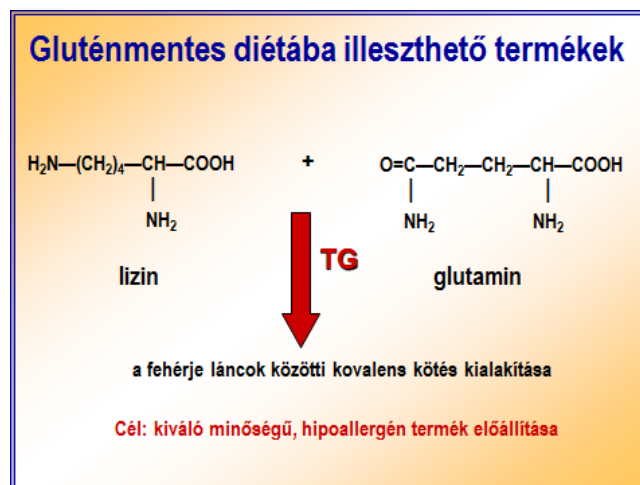 Gluténmentes diétába illeszthető termékek
H₂N—(CH₂)₄—CH—COOH + O=C—CH₂—CH₂—CH—COOH
| | |
NH₂ NH₂ NH₂
TG
lizin glutamin
a fehérje láncok közötti kovalens kötés kialakítása
Cél: kiváló minőségű, hipoallergén termék előállítása